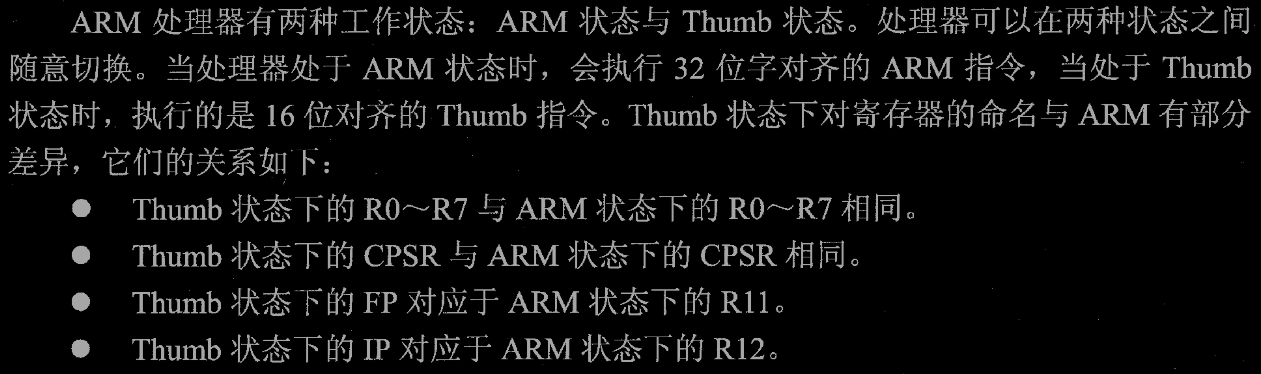 ARM 处理器有两种工作状态：ARM 状态与 Thumb 状态。处理器可以在两种状态之间
随意切换。当处理器处于 ARM 状态时，会执行 32 位字对齐的 ARM 指令，当处于 Thumb
状态时，执行的是 16 位对齐的 Thumb 指令。Thumb 状态下对寄存器的命名与 ARM 有部分
差异，它们的关系如下：
● Thumb 状态下的 R0～R7 与 ARM 状态下的 R0～R7 相同。
● Thumb 状态下的 CPSR 与 ARM 状态下的 CPSR 相同。
● Thumb 状态下的 FP 对应于 ARM 状态下的 R11。
● Thumb 状态下的 IP 对应于 ARM 状态下的 R12。